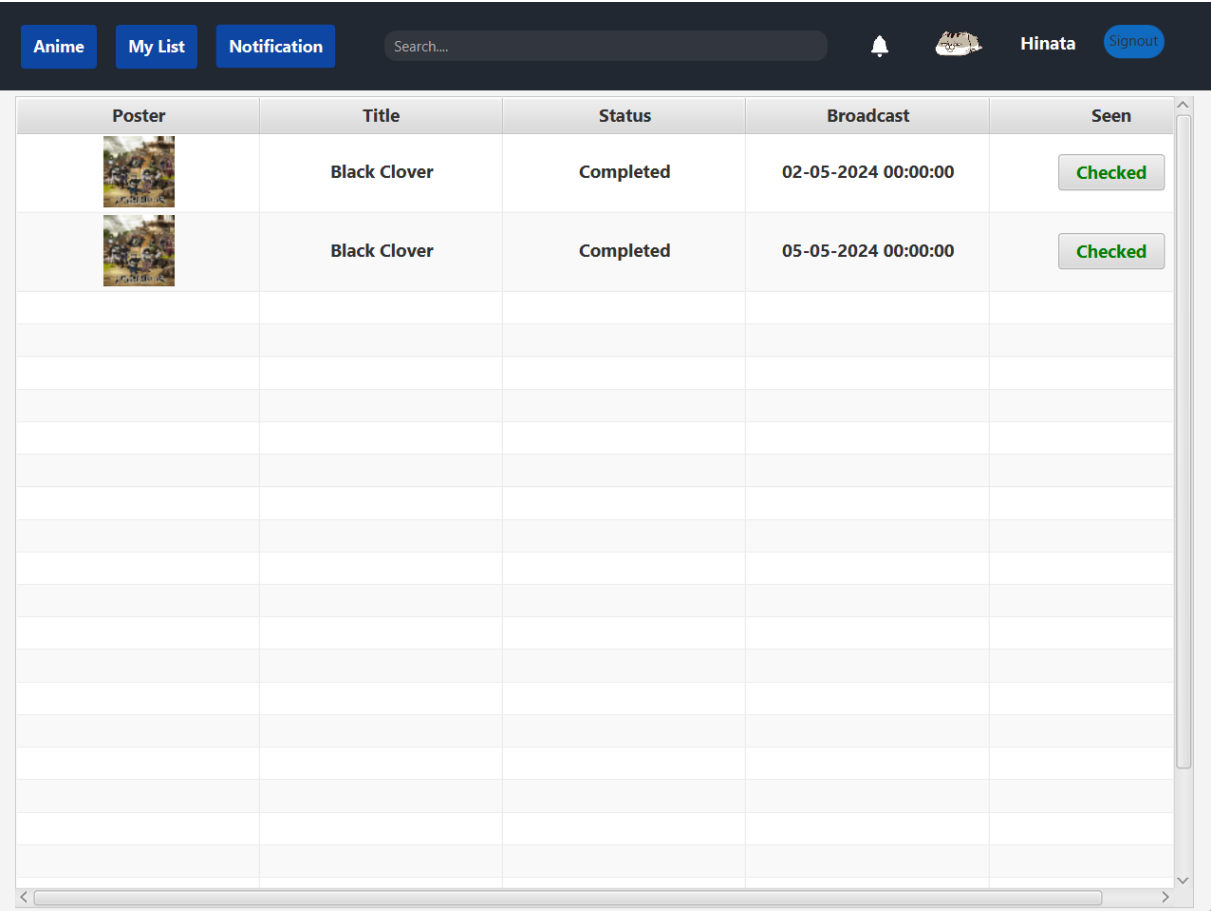 Anime My List Notification Search.... Hinata Signout
Poster Title Status Broadcast Seen
Black Clover Completed 02-05-2024 00:00:00 Checked
Black Clover Completed 05-05-2024 00:00:00 Checked